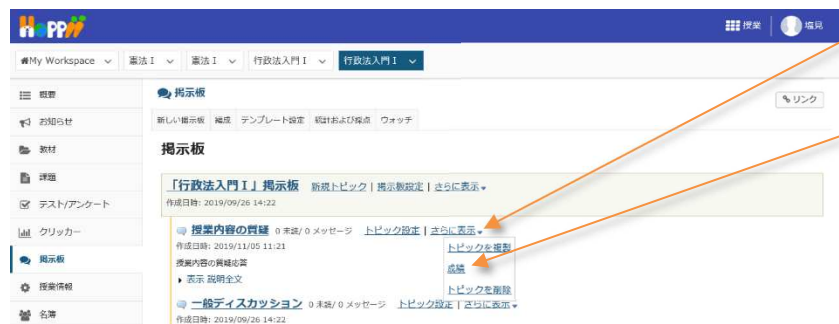 HOPPII
授業 塩見
My Workspace 憲法Ⅰ 憲法Ⅰ 行政法入門Ⅰ 行政法入門Ⅰ
概要
お知らせ
教材
課題
テスト/アンケート
クリッカー
掲示板
授業情報
名簿
掲示板
リンク
新しい掲示板 編成 テンプレート設定 統計および採点 ウォッチ
掲示板
「行政法入門Ⅰ」掲示板 新規トピック | 掲示板設定 | さらに表示
作成日時: 2019/09/26 14:22
授業内容の質疑 0 未読/ 0 メッセージ トピック設定 | さらに表示
作成日時: 2019/11/05 11:21
授業内容の質疑応答
表示 説明全文
トピックを複製
成績
トピックを削除
一般ディスカッション 0 未読/ 0 メッセージ トピック設定 | さらに表示
作成日時: 2019/09/26 14:22